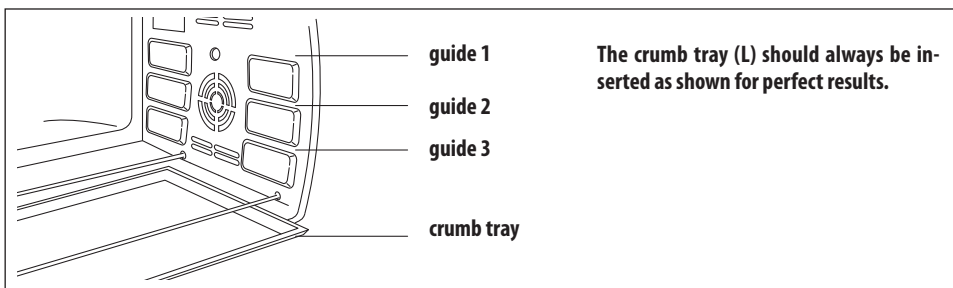 guide 1
guide 2
guide 3
crumb tray
The crumb tray (L) should always be in-
serted as shown for perfect results.